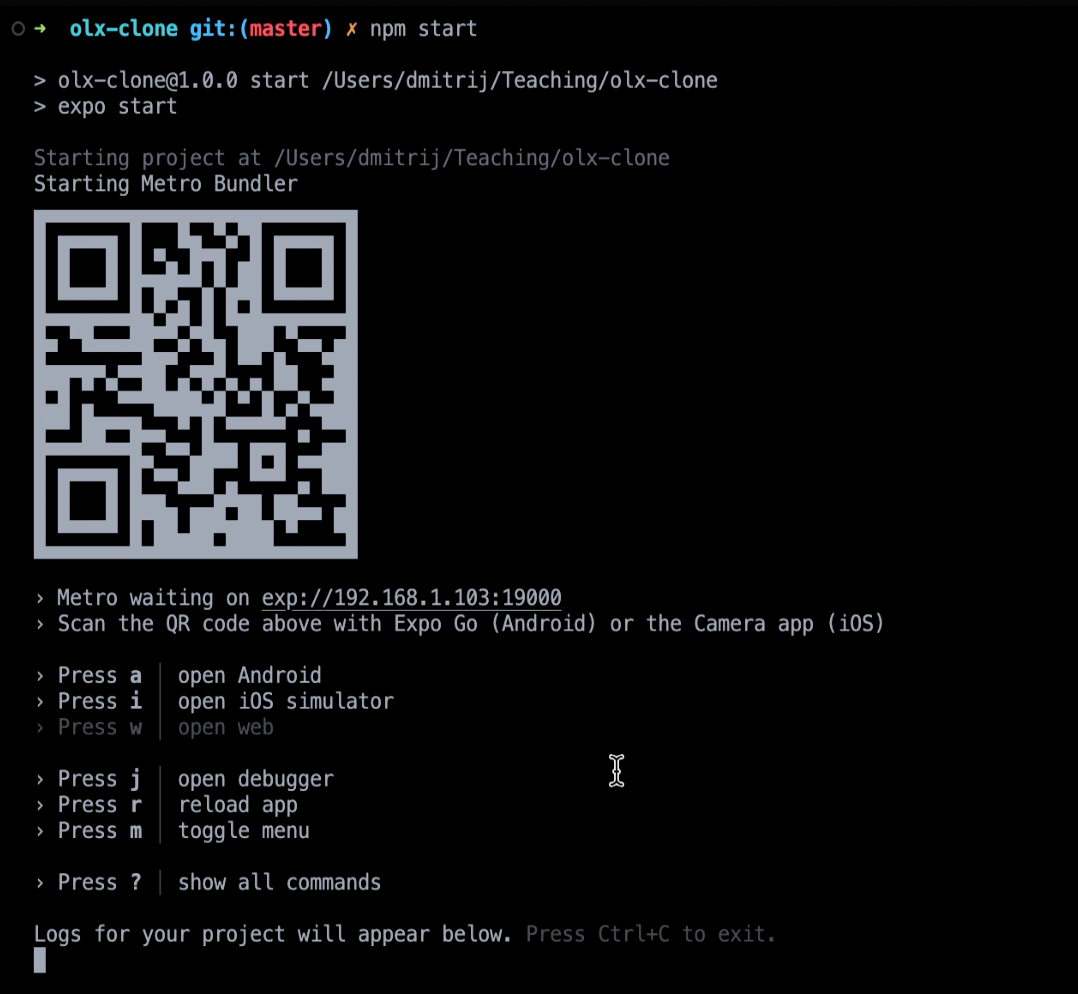 → olx-clone git:(master) ✗ npm start
> olx-clone@1.0.0 start /Users/dmitrij/Teaching/olx-clone
> expo start
Starting project at /Users/dmitrij/Teaching/olx-clone
Starting Metro Bundler
› Metro waiting on exp://192.168.1.103:19000
› Scan the QR code above with Expo Go (Android) or the Camera app (iOS)
› Press a │ open Android
› Press i │ open iOS simulator
› Press w │ open web
› Press j │ open debugger
› Press r │ reload app
› Press m │ toggle menu
› Press ? │ show all commands
Logs for your project will appear below. Press Ctrl+C to exit.